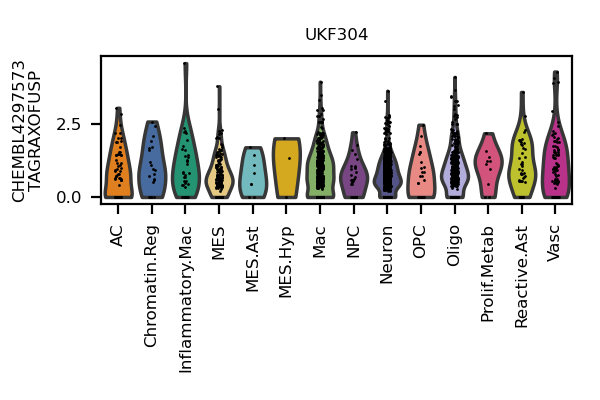 UKF304
CHEMBL4297573
TAGRAXOFUSP
2.5
0.0
AC
Chromatin.Reg
Inflammatory.Mac
MES
MES.Ast
MES.Hyp
Mac
NPC
Neuron
OPC
Oligo
Prolif.Metab
Reactive.Ast
Vasc